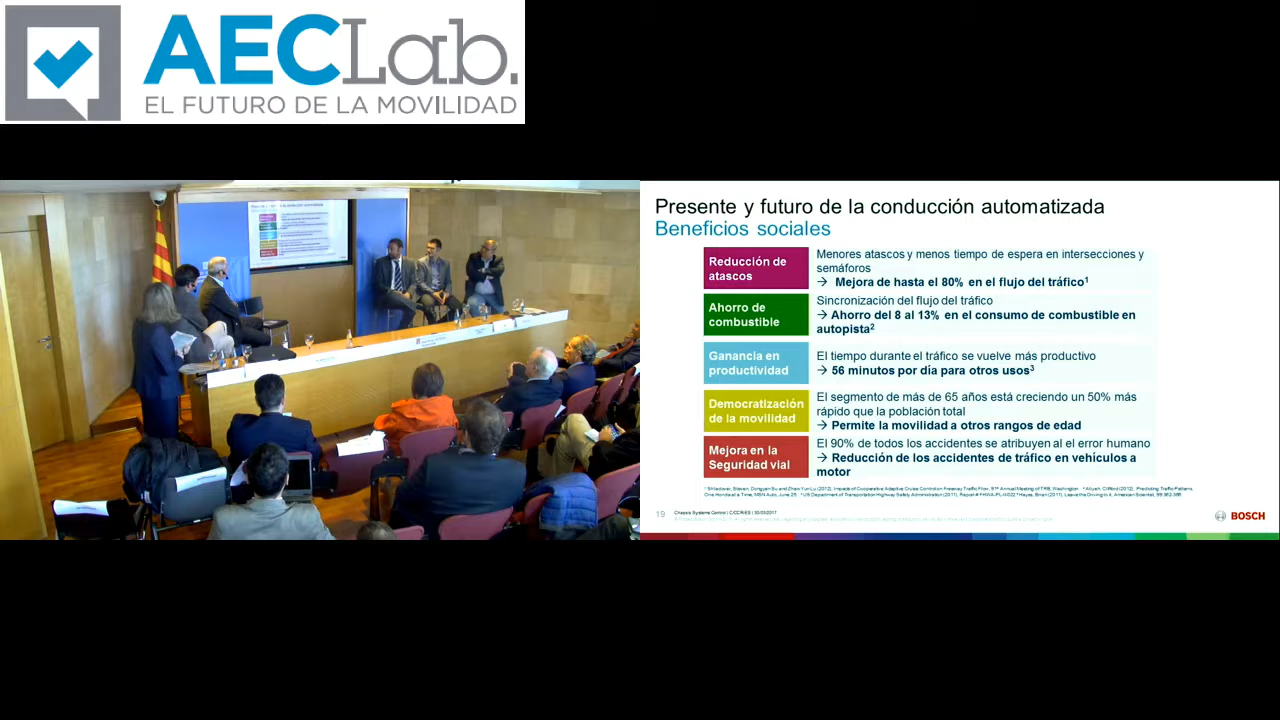 AECLab.
EL FUTURO DE LA MOVILIDAD
Presente y futuro de la conducción automatizada
Beneficios sociales
Reducción de
atascos
Menores atascos y menos tiempo de espera en intersecciones y
semáforos
→ Mejora de hasta el 80% en el flujo del tráfico¹
Ahorro de
combustible
Sincronización del flujo del tráfico
→ Ahorro del 8 al 13% en el consumo de combustible en
autopista²
Ganancia en
productividad
El tiempo durante el tráfico se vuelve más productivo
→ 56 minutos por día para otros usos³
Democratización
de la movilidad
El segmento de más de 65 años está creciendo un 50% más
rápido que la población total
→ Permite la movilidad a otros rangos de edad
Mejora en la
Seguridad vial
El 90% de todos los accidentes se atribuyen al el error humano
→ Reducción de los accidentes de tráfico en vehículos a
motor
19
Chassis Systems Control
BOSCH